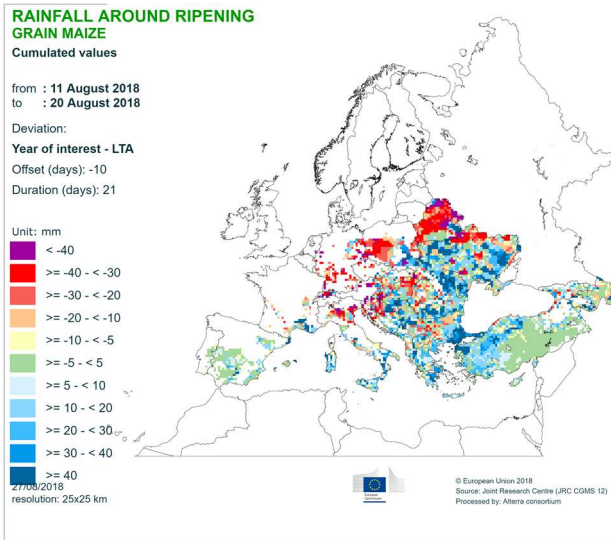 RAINFALL AROUND RIPENING
GRAIN MAIZE
Cumulated values
from : 11 August 2018
to : 20 August 2018
Deviation:
Year of interest - LTA
Offset (days): -10
Duration (days): 21
Unit: mm
< -40
>= -40 - < -30
>= -30 - < -20
>= -20 - < -10
>= -10 - < -5
>= -5 - < 5
>= 5 - < 10
>= 10 - < 20
>= 20 - < 30
>= 30 - < 40
>= 40
27/08/2018
resolution: 25x25 km
European
Commission
© European Union 2018
Source: Joint Research Centre (JRC CGMS 12)
Processed by: Alterra consortium